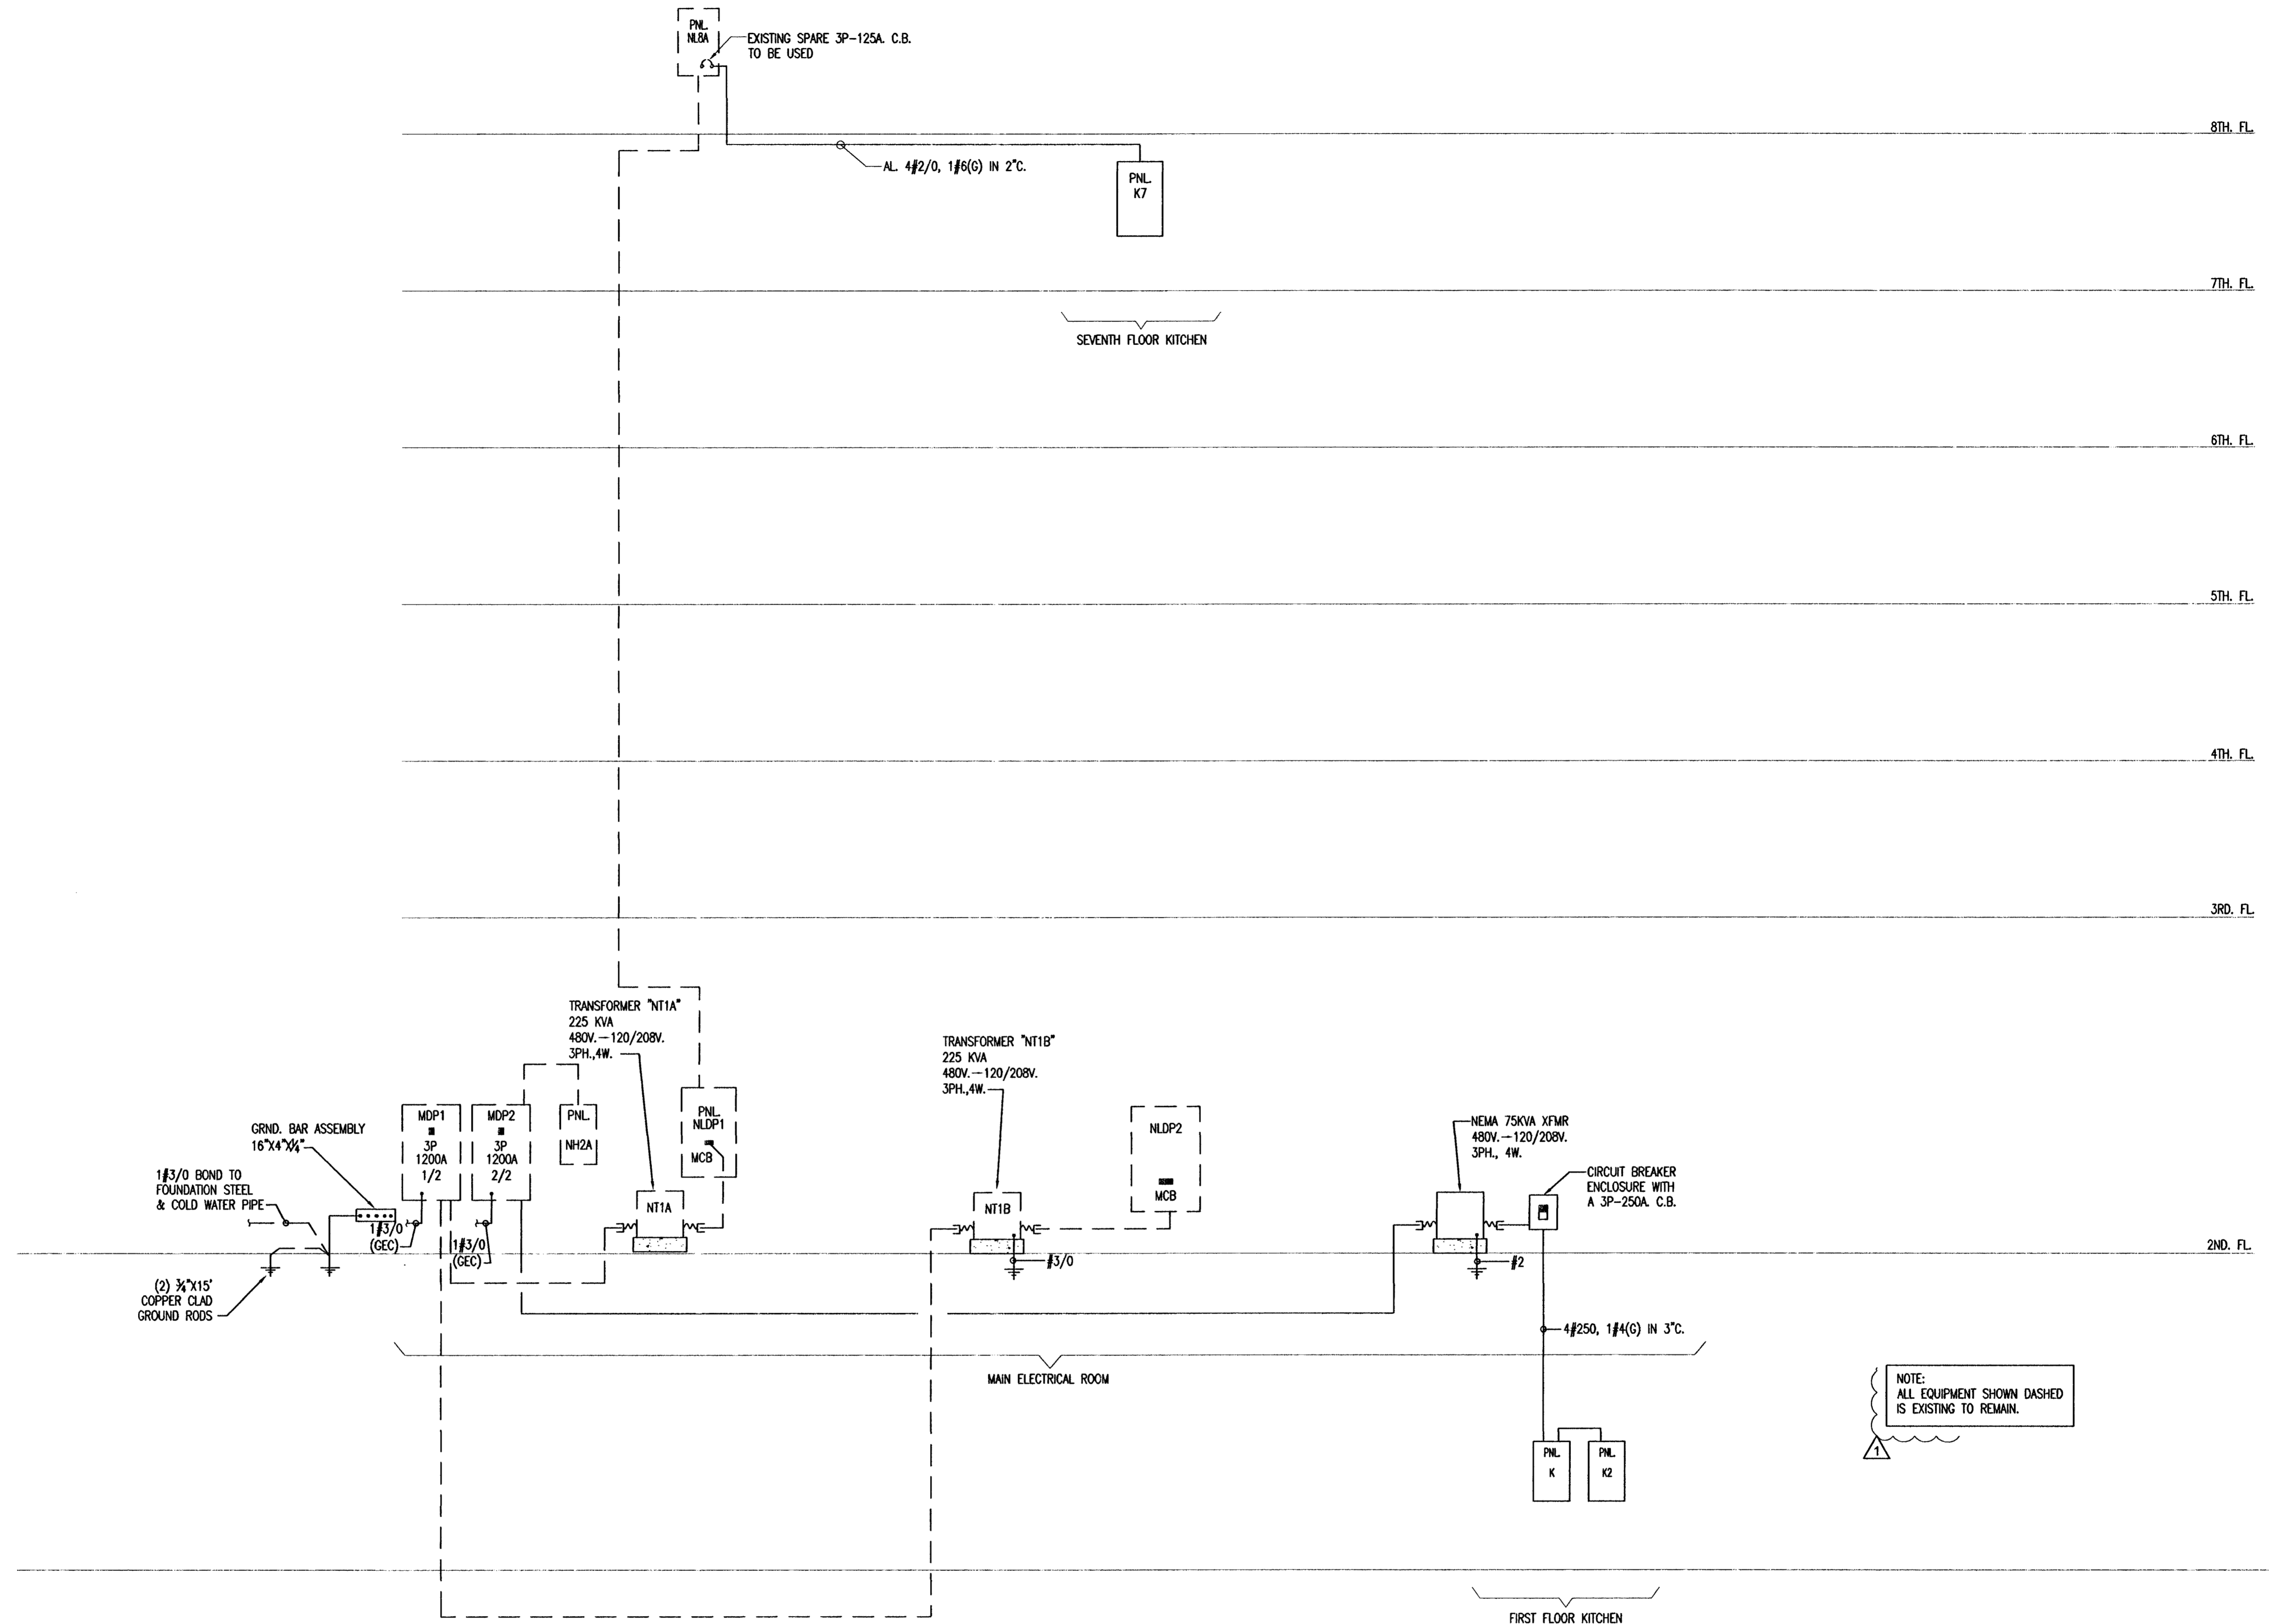 PNL.
NL8A
EXISTING SPARE 3P-125A. C.B.
TO BE USED
8TH. FL.
AL. 4#2/0, 1#6(G) IN 2"C.
PNL.
K7
7TH. FL.
SEVENTH FLOOR KITCHEN
6TH. FL.
5TH. FL.
4TH. FL.
3RD. FL.
TRANSFORMER "NT1A"
225 KVA
480V.-120/208V.
3PH.,4W.
TRANSFORMER "NT1B"
225 KVA
480V.-120/208V.
3PH.,4W.
GRND. BAR ASSEMBLY
16"X4"X1/4"
MDP1
3P
1200A
1/2
MDP2
3P
1200A
2/2
PNL.
NH2A
PNL.
NLDP1
MCB
NLDP2
MCB
NEMA 75KVA XFMR
480V.-120/208V.
3PH., 4W.
CIRCUIT BREAKER
ENCLOSURE WITH
A 3P-250A. C.B.
1#3/0 BOND TO
FOUNDATION STEEL
& COLD WATER PIPE
1#3/0
(GEC)
1#3/0
(GEC)
NT1A
NT1B
#3/0
#2
2ND. FL.
(2) 3/4"X15'
COPPER CLAD
GROUND RODS
4#250, 1#4(G) IN 3"C.
MAIN ELECTRICAL ROOM
NOTE:
ALL EQUIPMENT SHOWN DASHED
IS EXISTING TO REMAIN.
1
PNL.
K
PNL.
K2
FIRST FLOOR KITCHEN